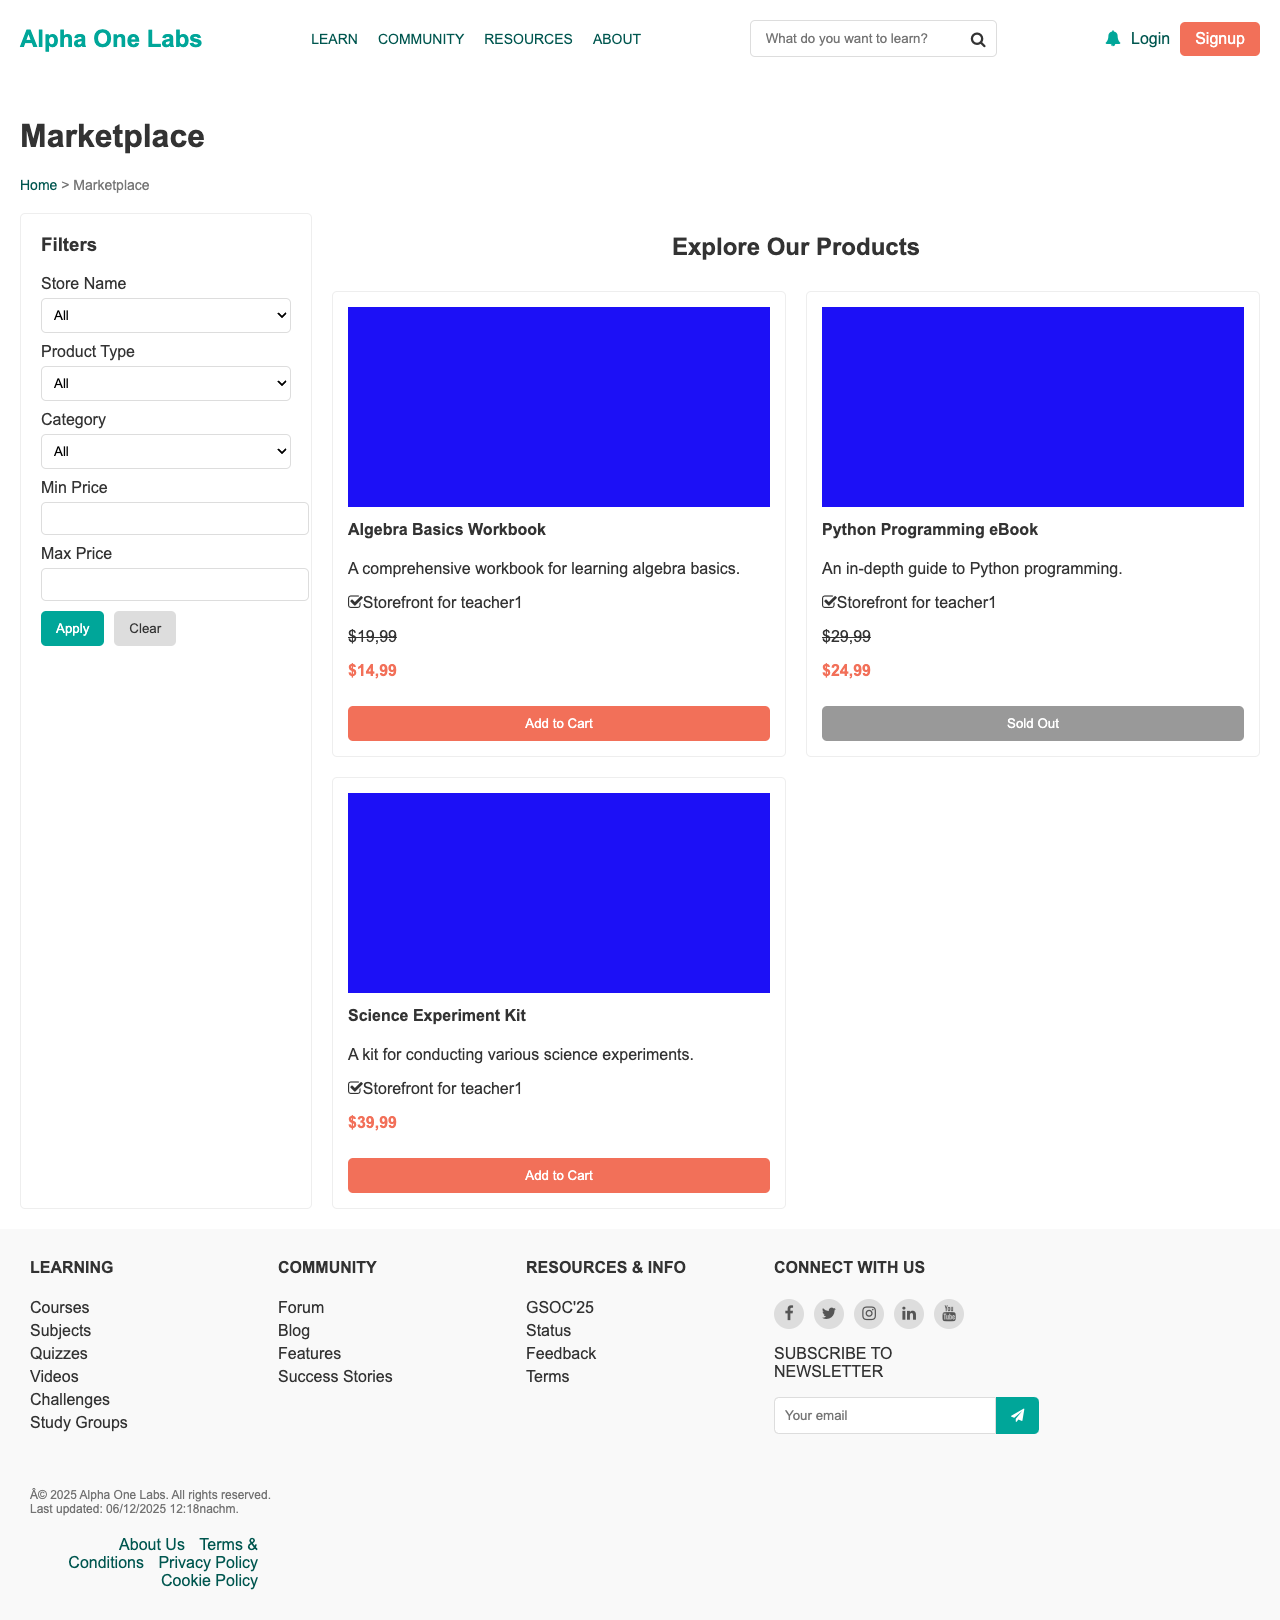 Alpha One Labs
LEARN COMMUNITY RESOURCES ABOUT
What do you want to learn?
Login Signup
Marketplace
Home > Marketplace
Filters
Store Name
All
Product Type
All
Category
All
Min Price
Max Price
Apply Clear
Explore Our Products
Algebra Basics Workbook
A comprehensive workbook for learning algebra basics.
Storefront for teacher1
$19,99
$14,99
Add to Cart
Python Programming eBook
An in-depth guide to Python programming.
Storefront for teacher1
$29,99
$24,99
Sold Out
Science Experiment Kit
A kit for conducting various science experiments.
Storefront for teacher1
$39,99
Add to Cart
LEARNING
Courses
Subjects
Quizzes
Videos
Challenges
Study Groups
COMMUNITY
Forum
Blog
Features
Success Stories
RESOURCES & INFO
GSOC'25
Status
Feedback
Terms
CONNECT WITH US
You
Tube
SUBSCRIBE TO
NEWSLETTER
Your email
Â© 2025 Alpha One Labs. All rights reserved.
Last updated: 06/12/2025 12:18nachm.
About Us Terms &
Conditions Privacy Policy
Cookie Policy